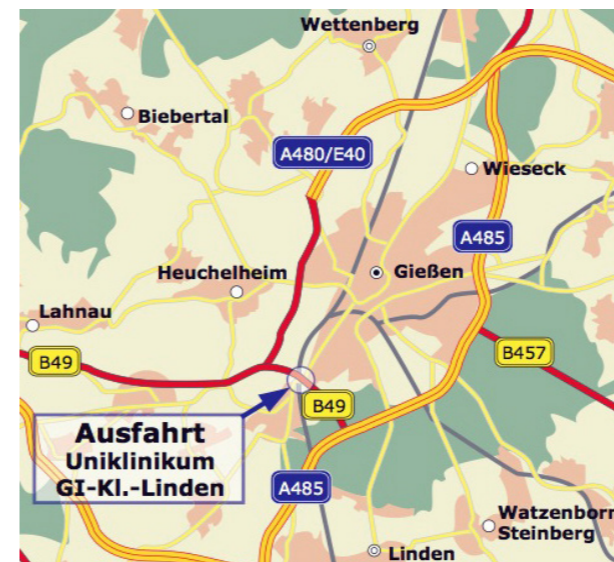 Wettenberg
Biebertal
A480/E40
Wieseck
A485
Gießen
Heuchelheim
Lahnau
B49
B457
B49
Ausfahrt
Uniklinikum
GI-Kl.-Linden
A485
Watzenborn
Steinberg
Linden